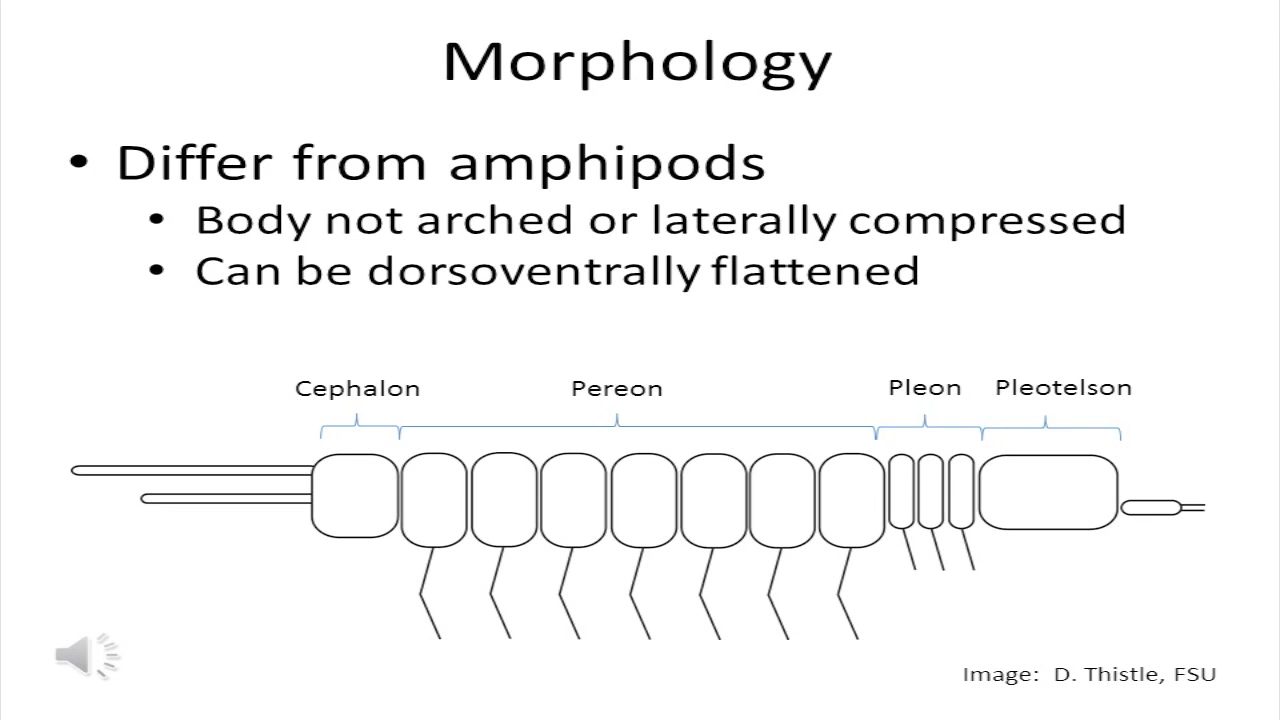 Morphology
• Differ from amphipods
• Body not arched or laterally compressed
• Can be dorsoventrally flattened
Cephalon Pereon Pleon Pleotelson
Image: D. Thistle, FSU